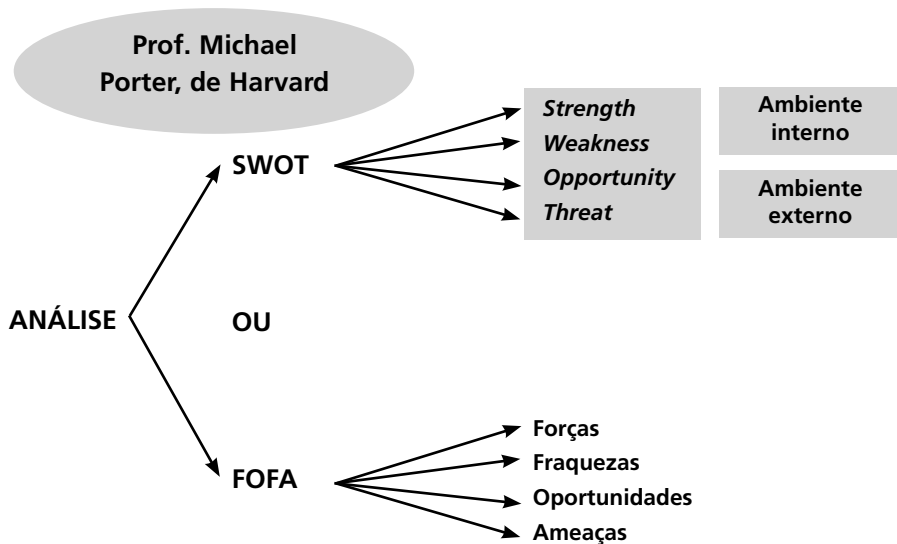 Prof. Michael
Porter, de Harvard
SWOT
Strength
Weakness
Opportunity
Threat
Ambiente
interno
Ambiente
externo
ANÁLISE
OU
FOFA
Forças
Fraquezas
Oportunidades
Ameaças